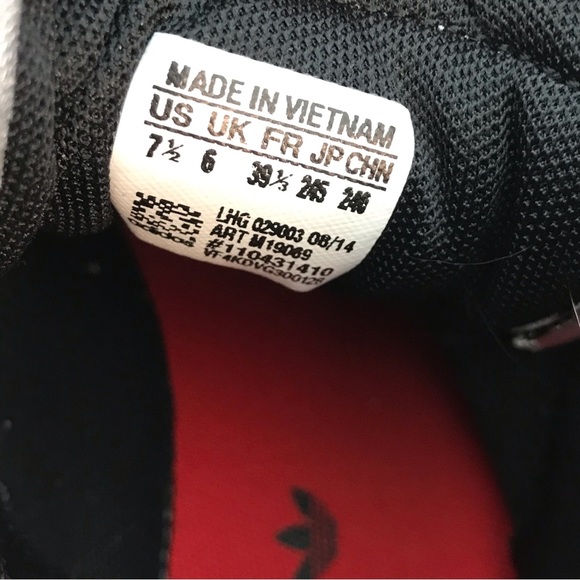 MADE IN VIETNAM
US UK FR JP CHN
7½ 6 39⅓ 245 246
LHG 029003 08/14
ART M19069
#110431410
VF4KDVG300126